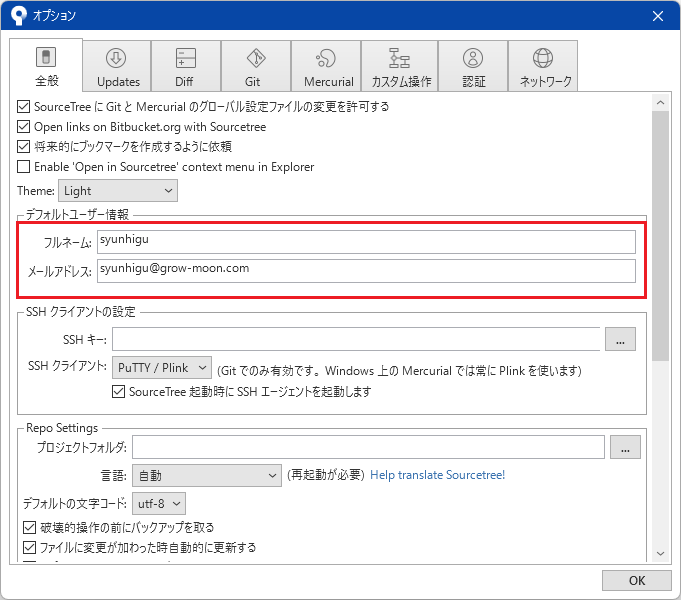 オプション
全般 Updates Diff Git Mercurial カスタム操作 認証 ネットワーク
SourceTree に Git と Mercurial のグローバル設定ファイルの変更を許可する
Open links on Bitbucket.org with Sourcetree
将来的にブックマークを作成するように依頼
Enable 'Open in Sourcetree' context menu in Explorer
Theme: Light
デフォルトユーザー情報
フルネーム: syunhigu
メールアドレス: syunhigu@grow-moon.com
SSH クライアントの設定
SSH キー: ...
SSH クライアント: PuTTY / Plink (Git でのみ有効です。 Windows 上の Mercurial では常に Plink を使います)
SourceTree 起動時に SSH エージェントを起動します
Repo Settings
プロジェクトフォルダ: ...
言語: 自動 (再起動が必要) Help translate Sourcetree!
デフォルトの文字コード: utf-8
破壊的操作の前にバックアップを取る
ファイルに変更が加わった時自動的に更新する
OK